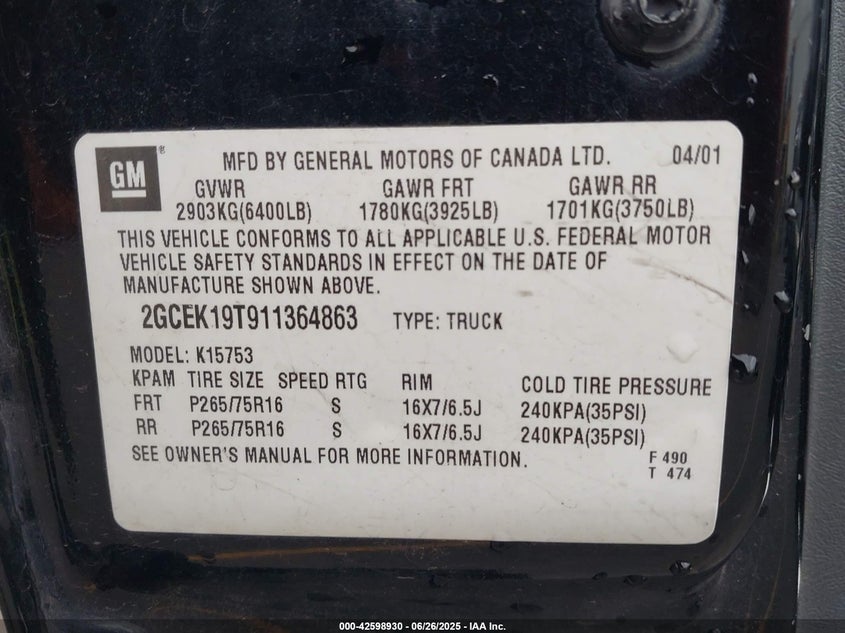 GM ®
MFD BY GENERAL MOTORS OF CANADA LTD. 04/01
GVWR GAWR FRT GAWR RR
2903KG(6400LB) 1780KG(3925LB) 1701KG(3750LB)
THIS VEHICLE CONFORMS TO ALL APPLICABLE U.S. FEDERAL MOTOR
VEHICLE SAFETY STANDARDS IN EFFECT ON THE DATE OF
MANUFACTURE SHOWN ABOVE.
2GCEK19T911364863 TYPE: TRUCK
MODEL: K15753
KPAM TIRE SIZE SPEED RTG RIM COLD TIRE PRESSURE
FRT P265/75R16 S 16X7/6.5J 240KPA(35PSI)
RR P265/75R16 S 16X7/6.5J 240KPA(35PSI)
SEE OWNER'S MANUAL FOR MORE INFORMATION. F 490
T 474
000-42598930 - 06/26/2025 - IAA Inc.